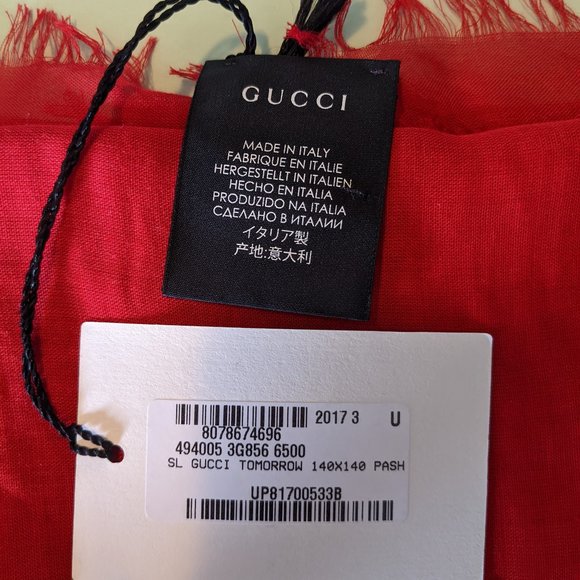 GUCCI
MADE IN ITALY
FABRIQUE EN ITALIE
HERGESTELLT IN ITALIEN
HECHO EN ITALIA
PRODUZIDO NA ITALIA
СДЕЛАНО В ИТАЛИИ
イタリア製
产地:意大利
2017 3 U
8078674696
494005 3G856 6500
SL GUCCI TOMORROW 140X140 PASH
UP81700533B